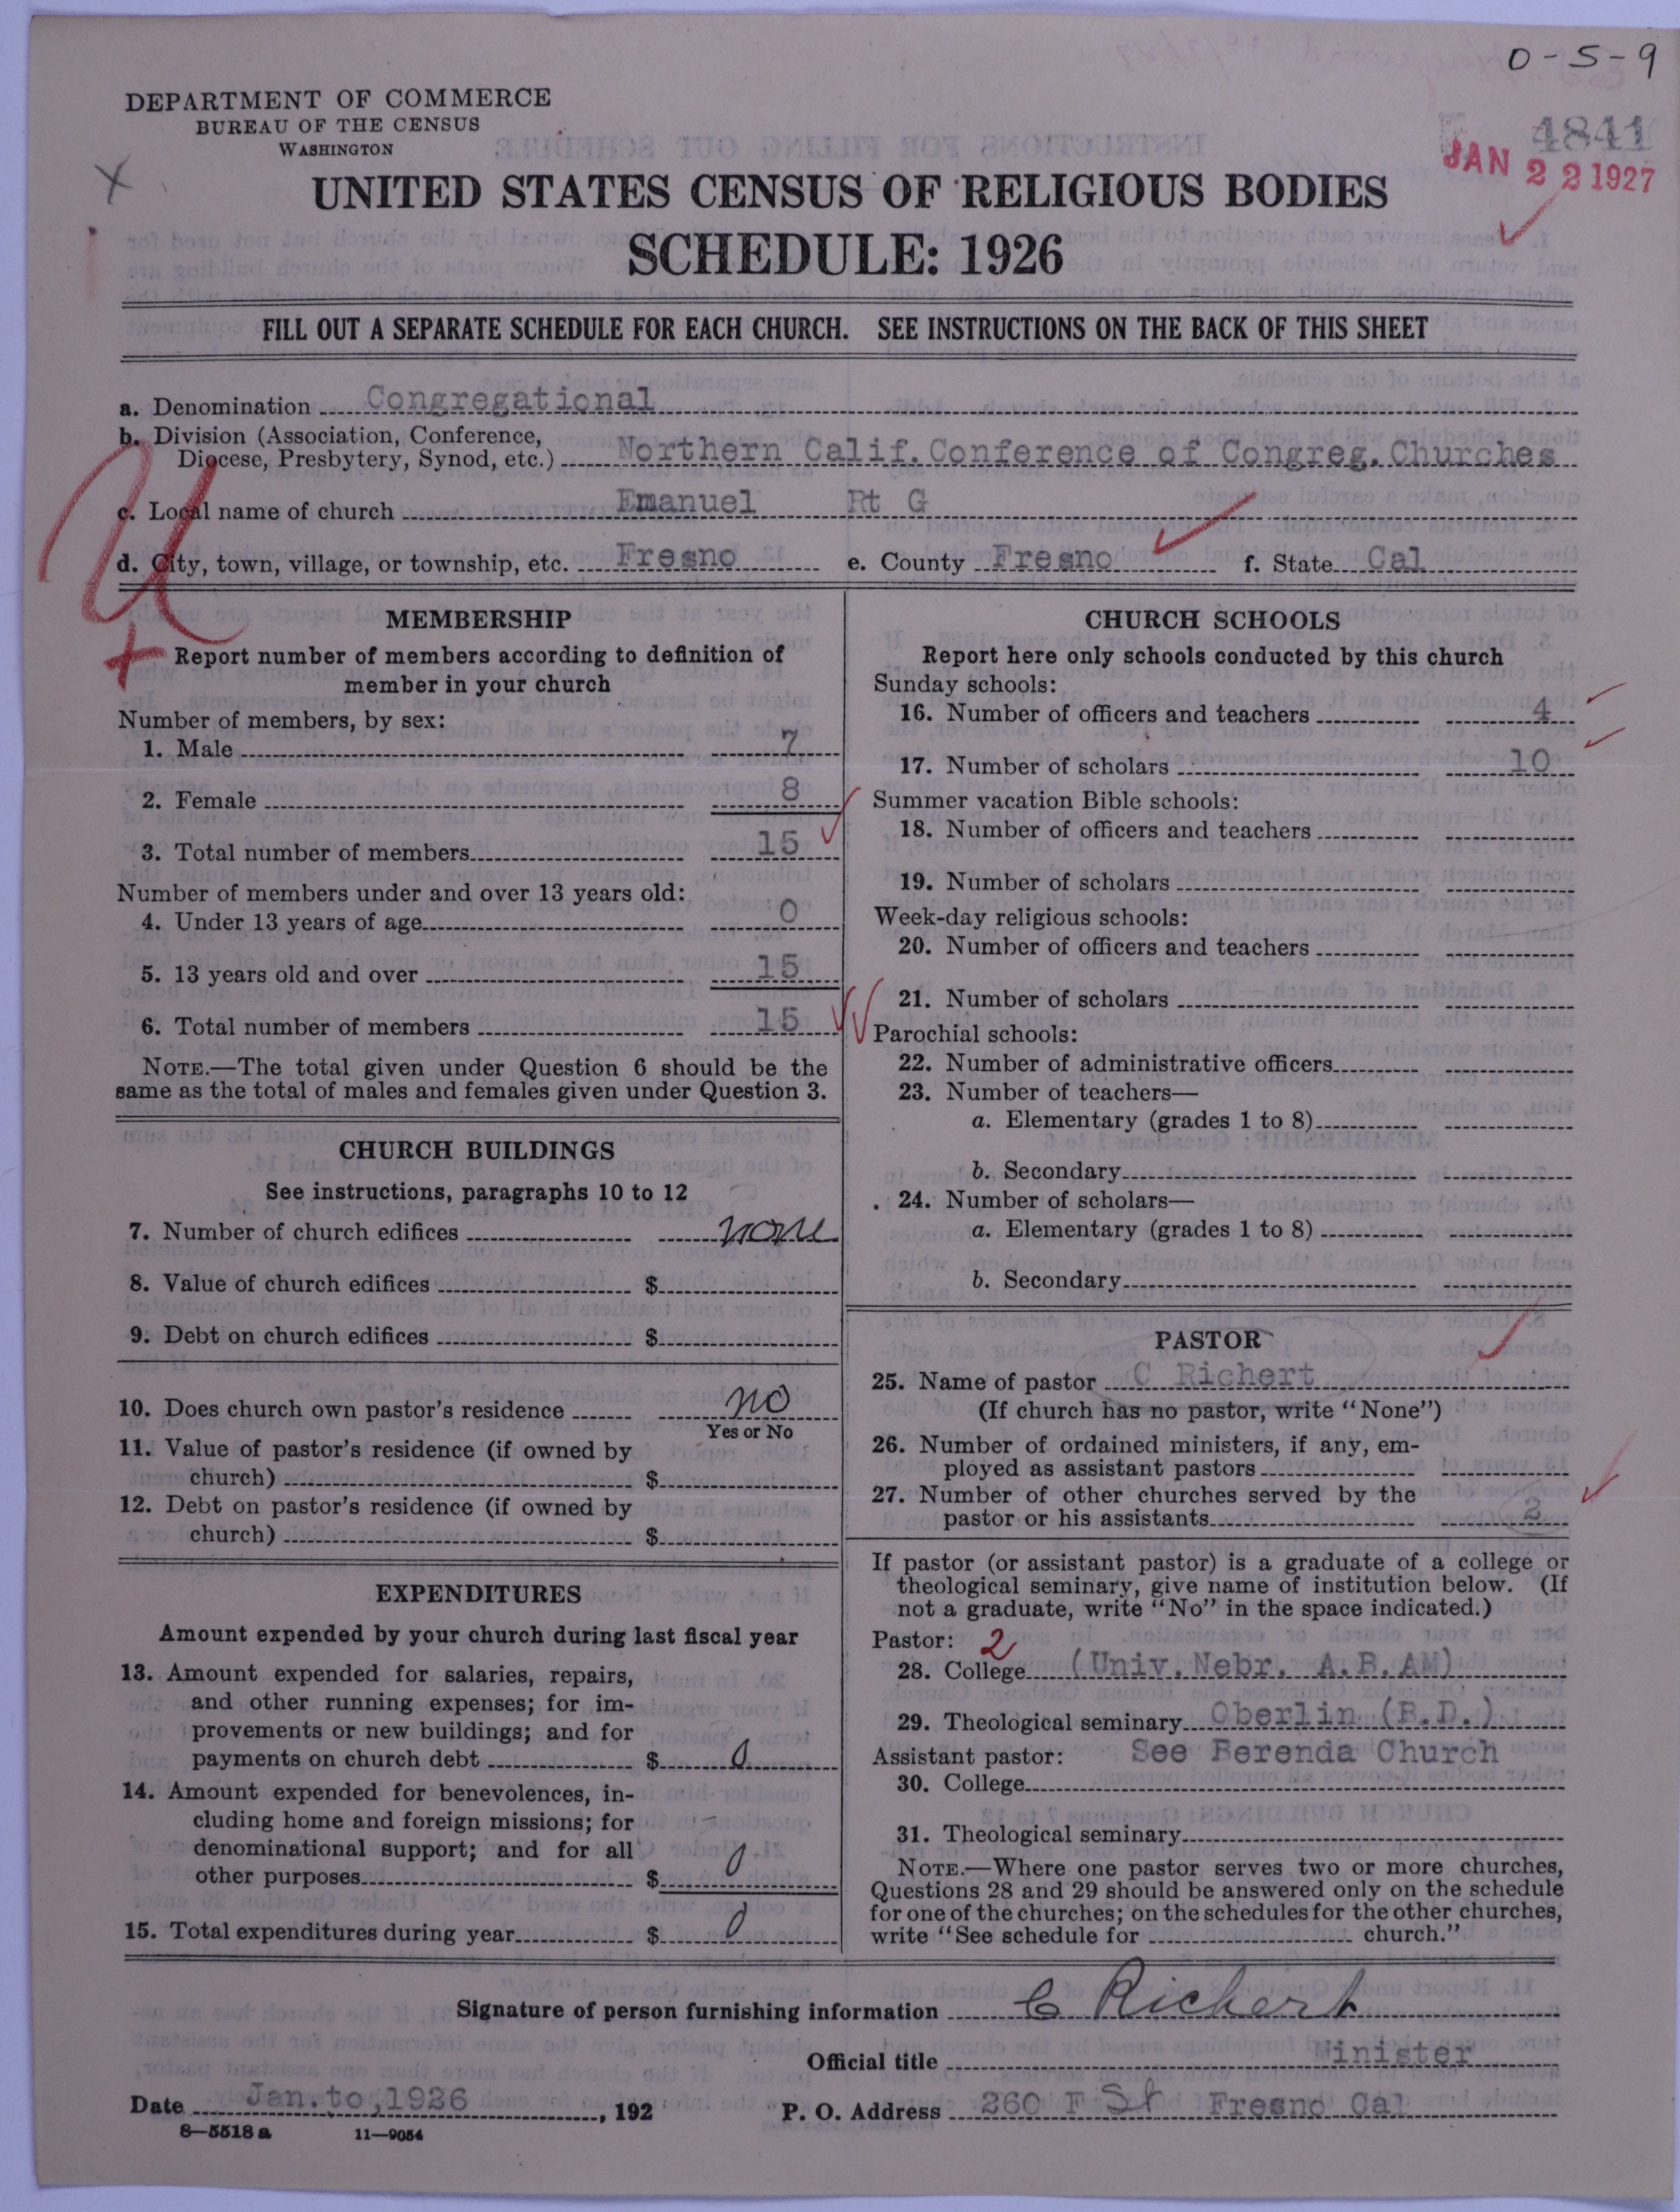 0-5-9
DEPARTMENT OF COMMERCE
BUREAU OF THE CENSUS
WASHINGTON
4841
JAN 22 1927
X
UNITED STATES CENSUS OF RELIGIOUS BODIES
SCHEDULE: 1926
FILL OUT A SEPARATE SCHEDULE FOR EACH CHURCH. SEE INSTRUCTIONS ON THE BACK OF THIS SHEET
a. Denomination Congregational
b. Division (Association, Conference,
Diocese, Presbytery, Synod, etc.) Northern Calif. Conference of Congreg. Churches
c. Local name of church Emanuel Rt G
d. City, town, village, or township, etc. Fresno e. County Fresno f. State Cal
U
MEMBERSHIP
Report number of members according to definition of
member in your church
Number of members, by sex:
1. Male 7
2. Female 8
3. Total number of members 15
Number of members under and over 13 years old:
4. Under 13 years of age 0
5. 13 years old and over 15
6. Total number of members 15
NOTE.—The total given under Question 6 should be the
same as the total of males and females given under Question 3.
CHURCH BUILDINGS
See instructions, paragraphs 10 to 12
7. Number of church edifices none
8. Value of church edifices $
9. Debt on church edifices $
10. Does church own pastor's residence no
Yes or No
11. Value of pastor's residence (if owned by
church) $
12. Debt on pastor's residence (if owned by
church) $
EXPENDITURES
Amount expended by your church during last fiscal year
13. Amount expended for salaries, repairs,
and other running expenses; for im-
provements or new buildings; and for
payments on church debt $ 0
14. Amount expended for benevolences, in-
cluding home and foreign missions; for
denominational support; and for all
other purposes $ 0
15. Total expenditures during year $ 0
CHURCH SCHOOLS
Report here only schools conducted by this church
Sunday schools:
16. Number of officers and teachers 4
17. Number of scholars 10
Summer vacation Bible schools:
18. Number of officers and teachers
19. Number of scholars
Week-day religious schools:
20. Number of officers and teachers
21. Number of scholars
Parochial schools:
22. Number of administrative officers
23. Number of teachers—
a. Elementary (grades 1 to 8)
b. Secondary
24. Number of scholars—
a. Elementary (grades 1 to 8)
b. Secondary
PASTOR
25. Name of pastor C Richert
(If church has no pastor, write "None")
26. Number of ordained ministers, if any, em-
ployed as assistant pastors
27. Number of other churches served by the
pastor or his assistants 2
If pastor (or assistant pastor) is a graduate of a college or
theological seminary, give name of institution below. (If
not a graduate, write "No" in the space indicated.)
Pastor: 2
28. College (Univ. Nebr. A.B. AM)
29. Theological seminary Oberlin (B.D.)
Assistant pastor: See Berenda Church
30. College
31. Theological seminary
NOTE.—Where one pastor serves two or more churches,
Questions 28 and 29 should be answered only on the schedule
for one of the churches; on the schedules for the other churches,
write "See schedule for church."
Signature of person furnishing information C Richert
Official title Minister
Date Jan. to, 1926, 192 P. O. Address 260 F St Fresno Cal
8—5518 a 11—9054